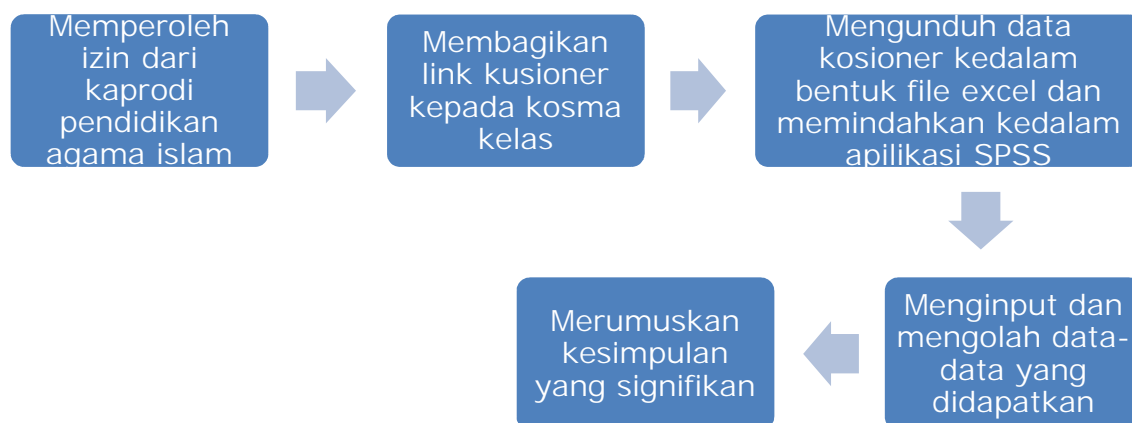 Memperoleh
izin dari
kaprodi
pendidikan
agama islam
Membagikan
link kusioner
kepada kosma
kelas
Mengunduh data
kosioner kedalam
bentuk file excel dan
memindahkan kedalam
apilikasi SPSS
Menginput dan
mengolah data-
data yang
didapatkan
Merumuskan
kesimpulan
yang signifikan